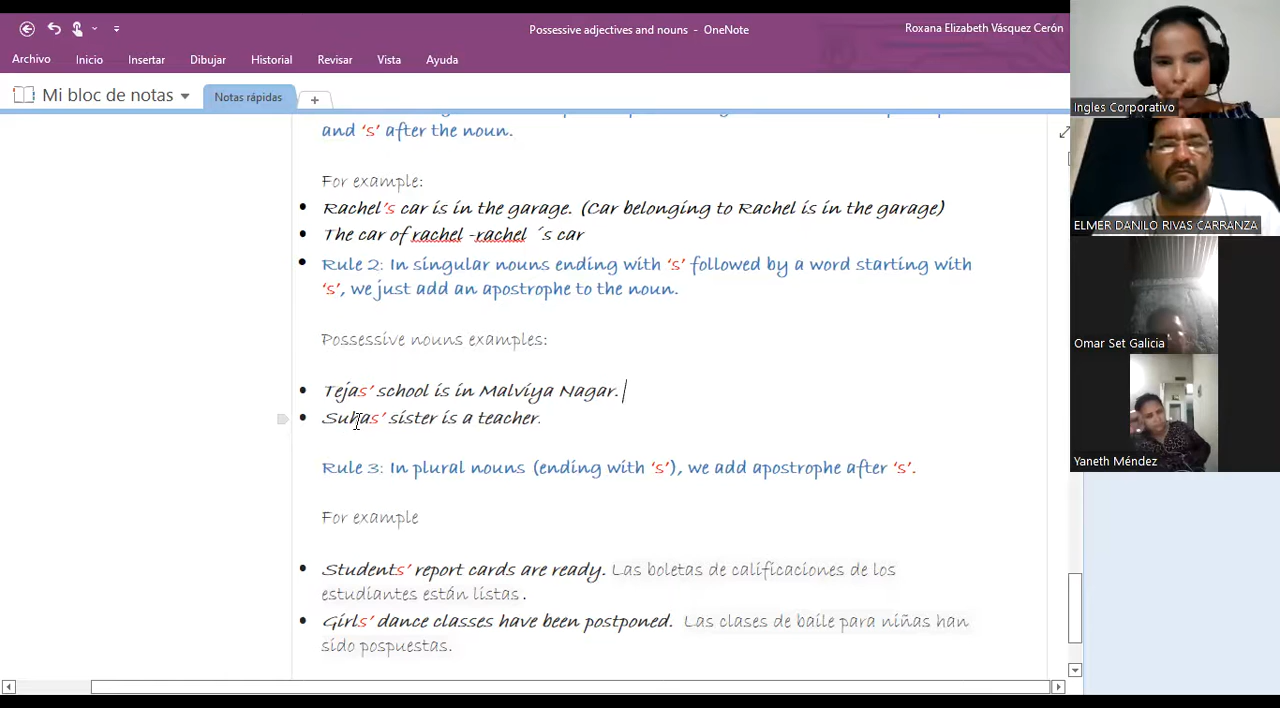 Possessive adjectives and nouns - OneNote
Roxana Elizabeth Vásquez Cerón
Archivo Inicio Insertar Dibujar Historial Revisar Vista Ayuda
Mi bloc de notas Notas rápidas +
and ‘s’ after the noun.
For example:
• Rachel’s car is in the garage. (Car belonging to Rachel is in the garage)
• The car of rachel -rachel ´s car
• Rule 2: In singular nouns ending with ‘s’ followed by a word starting with
‘s’, we just add an apostrophe to the noun.
Possessive nouns examples:
• Tejas’ school is in Malviya Nagar.
• Suhas’ sister is a teacher.
Rule 3: In plural nouns (ending with ‘s’), we add apostrophe after ‘s’.
For example
• Students’ report cards are ready. Las boletas de calificaciones de los
estudiantes están listas .
• Girls’ dance classes have been postponed. Las clases de baile para niñas han
sido pospuestas.
Ingles Corporativo
ELMER DANILO RIVAS CARRANZA
Omar Set Galicia
Yaneth Méndez